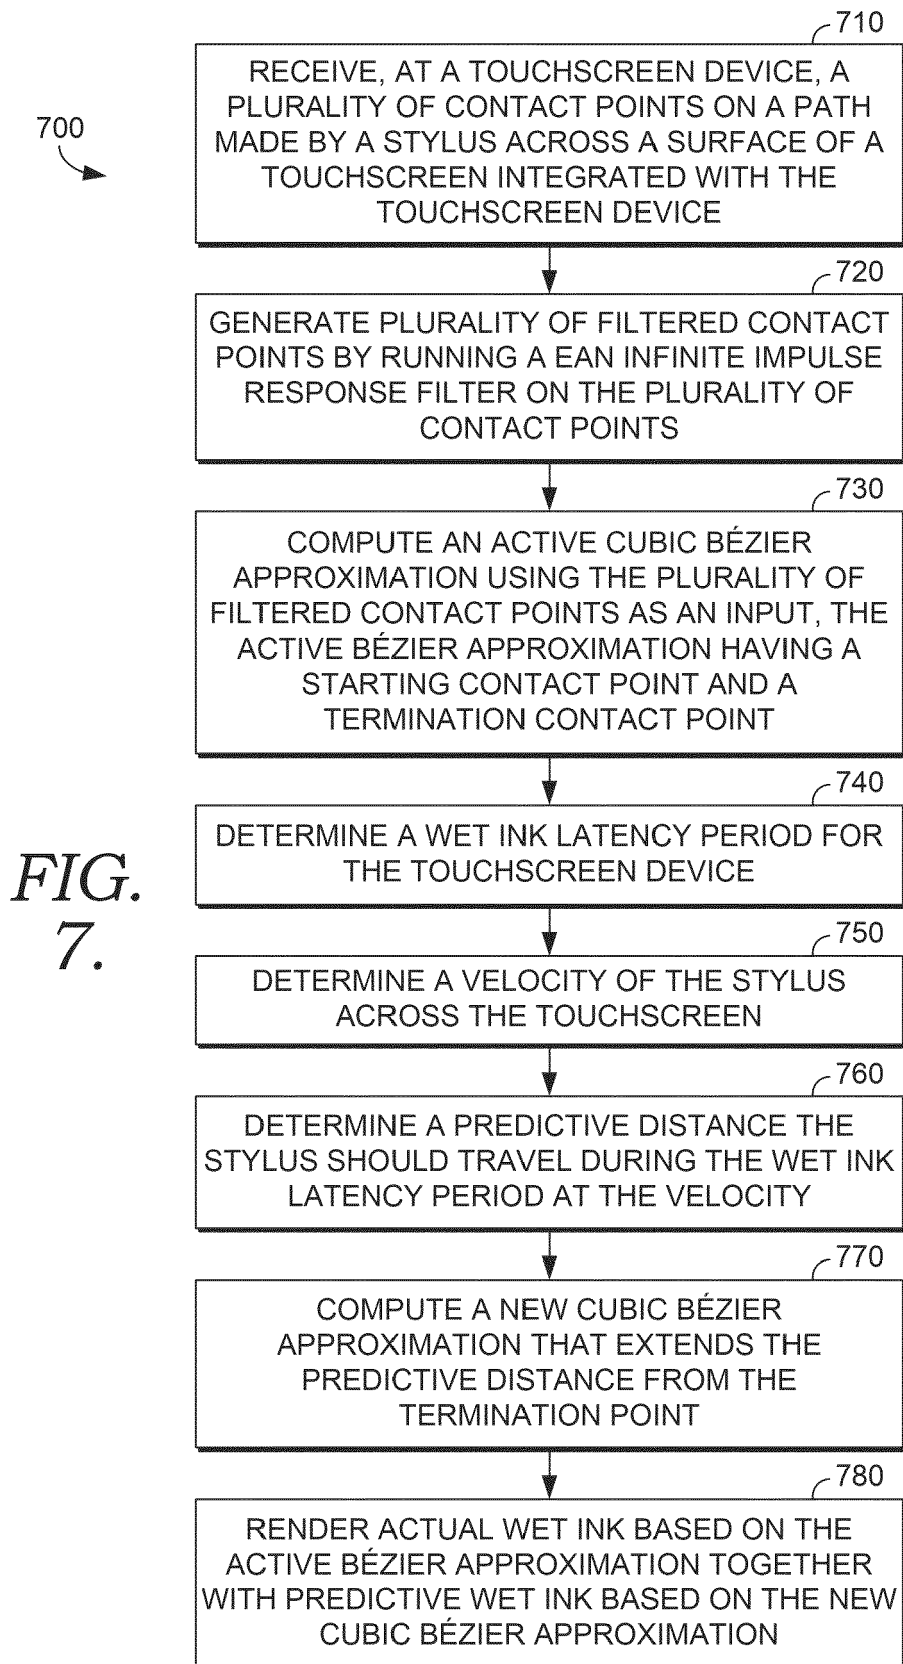 710
RECEIVE, AT A TOUCHSCREEN DEVICE, A
PLURALITY OF CONTACT POINTS ON A PATH
MADE BY A STYLUS ACROSS A SURFACE OF A
TOUCHSCREEN INTEGRATED WITH THE
TOUCHSCREEN DEVICE
700
720
GENERATE PLURALITY OF FILTERED CONTACT
POINTS BY RUNNING A EAN INFINITE IMPULSE
RESPONSE FILTER ON THE PLURALITY OF
CONTACT POINTS
730
COMPUTE AN ACTIVE CUBIC BÉZIER
APPROXIMATION USING THE PLURALITY OF
FILTERED CONTACT POINTS AS AN INPUT, THE
ACTIVE BÉZIER APPROXIMATION HAVING A
STARTING CONTACT POINT AND A
TERMINATION CONTACT POINT
740
DETERMINE A WET INK LATENCY PERIOD FOR
THE TOUCHSCREEN DEVICE
FIG.
7.
750
DETERMINE A VELOCITY OF THE STYLUS
ACROSS THE TOUCHSCREEN
760
DETERMINE A PREDICTIVE DISTANCE THE
STYLUS SHOULD TRAVEL DURING THE WET INK
LATENCY PERIOD AT THE VELOCITY
770
COMPUTE A NEW CUBIC BÉZIER
APPROXIMATION THAT EXTENDS THE
PREDICTIVE DISTANCE FROM THE
TERMINATION POINT
780
RENDER ACTUAL WET INK BASED ON THE
ACTIVE BÉZIER APPROXIMATION TOGETHER
WITH PREDICTIVE WET INK BASED ON THE NEW
CUBIC BÉZIER APPROXIMATION